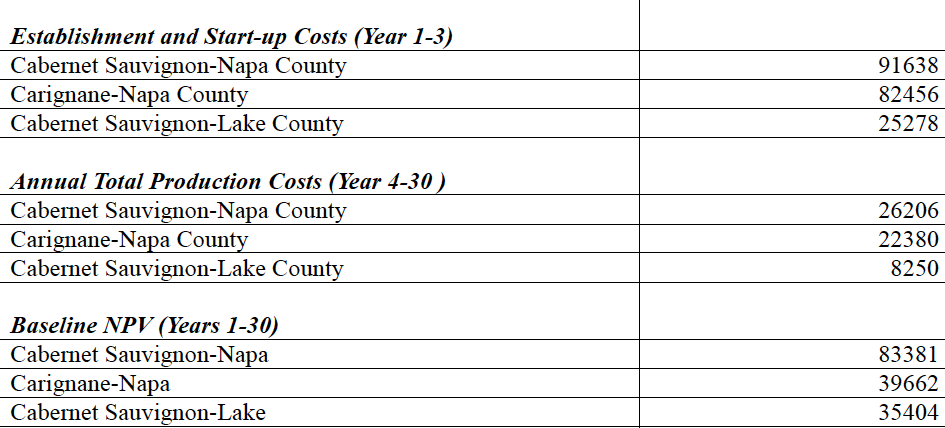 Establishment and Start-up Costs (Year 1-3)
Cabernet Sauvignon-Napa County 91638
Carignane-Napa County 82456
Cabernet Sauvignon-Lake County 25278
Annual Total Production Costs (Year 4-30 )
Cabernet Sauvignon-Napa County 26206
Carignane-Napa County 22380
Cabernet Sauvignon-Lake County 8250
Baseline NPV (Years 1-30)
Cabernet Sauvignon-Napa 83381
Carignane-Napa 39662
Cabernet Sauvignon-Lake 35404